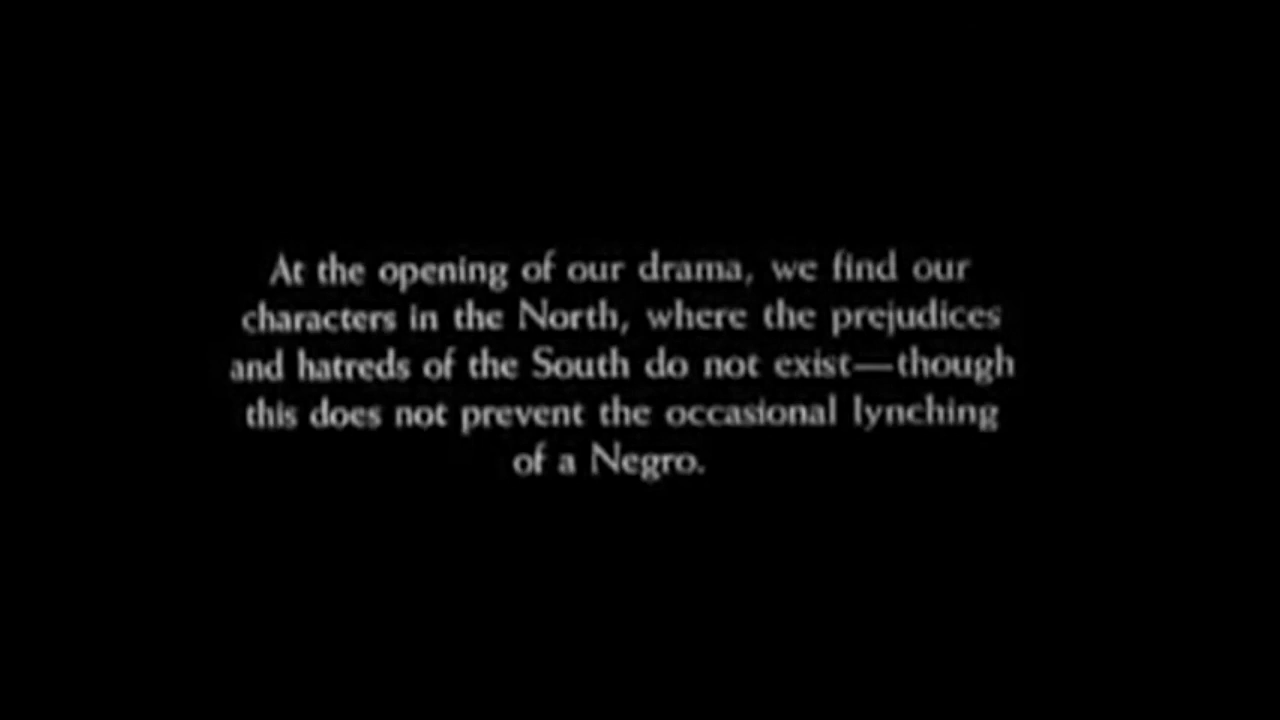 At the opening of our drama, we find our
characters in the North, where the prejudices
and hatreds of the South do not exist—though
this does not prevent the occasional lynching
of a Negro.